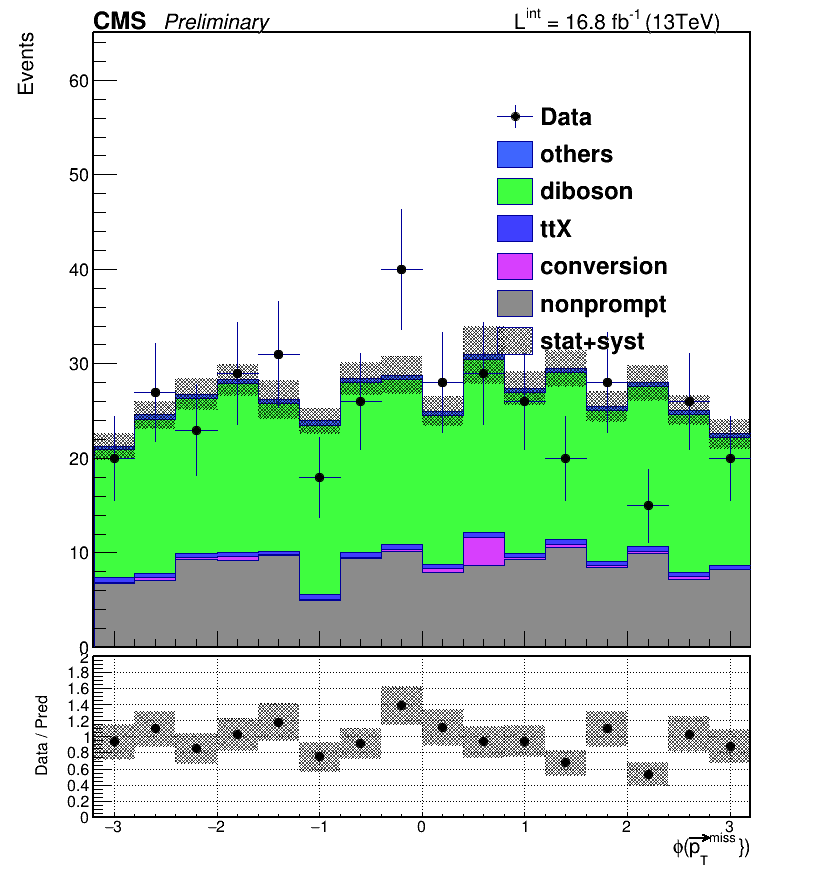 CMS Preliminary L^int = 16.8 fb^-1 (13TeV)
Events
60
50
40
30
20
10
0
Data
others
diboson
ttX
conversion
nonprompt
stat+syst
Data / Pred
2
1.8
1.6
1.4
1.2
1
0.8
0.6
0.4
0.2
0
−3 −2 −1 0 1 2 3
ϕ(p_T^miss })